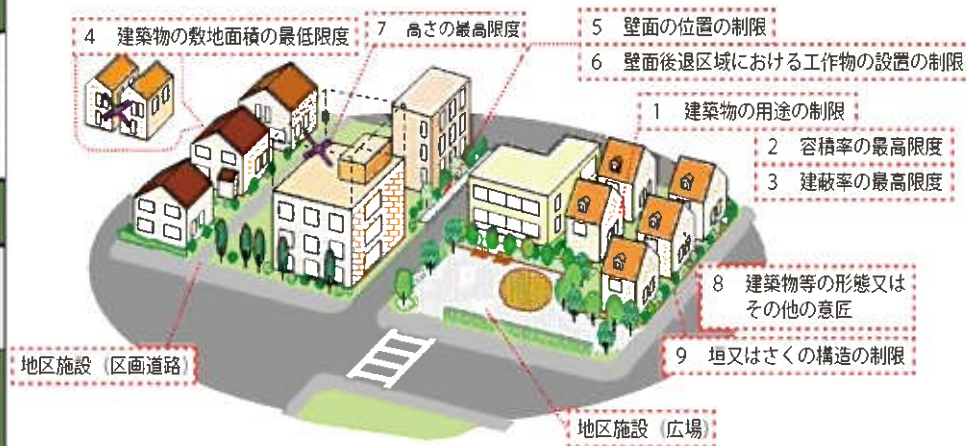 4 建築物の敷地面積の最低限度
7 高さの最高限度
5 壁面の位置の制限
6 壁面後退区域における工作物の設置の制限
1 建築物の用途の制限
2 容積率の最高限度
3 建蔽率の最高限度
8 建築物等の形態又は
その他の意匠
9 垣又はさくの構造の制限
地区施設（区画道路）
地区施設（広場）